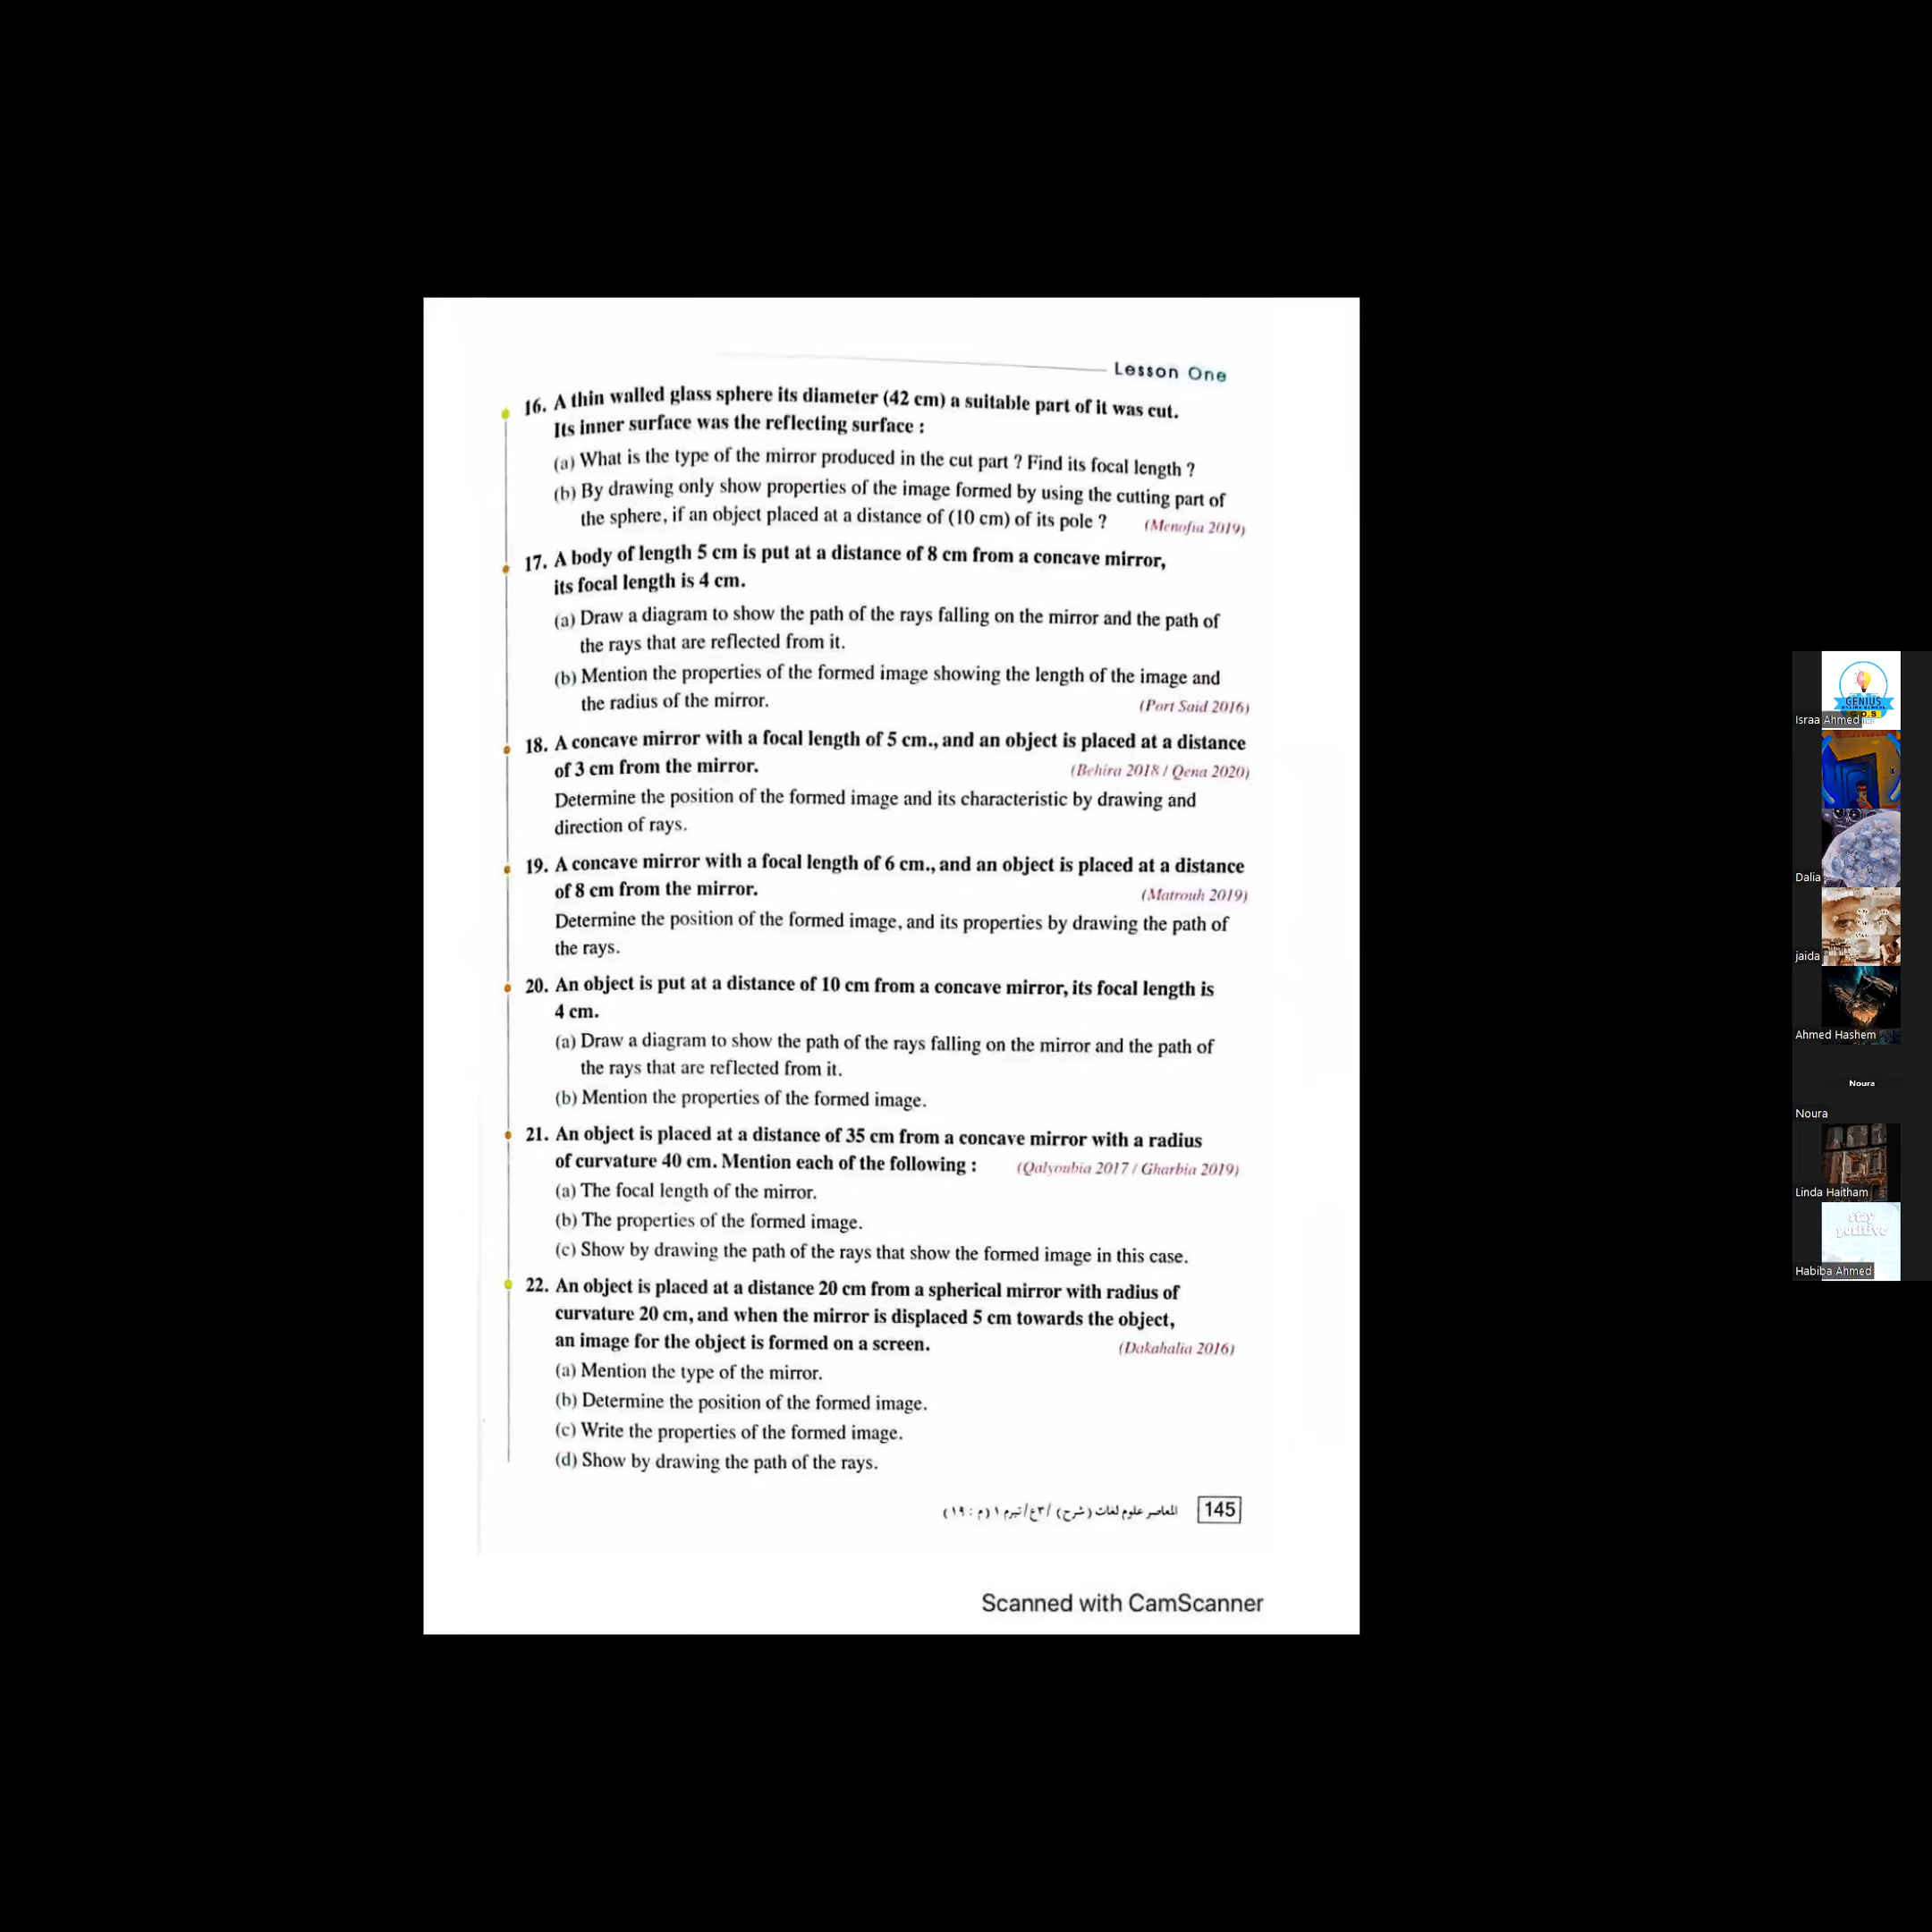 Lesson One
16. A thin walled glass sphere its diameter (42 cm) a suitable part of it was cut.
Its inner surface was the reflecting surface :
(a) What is the type of the mirror produced in the cut part ? Find its focal length ?
(b) By drawing only show properties of the image formed by using the cutting part of
the sphere, if an object placed at a distance of (10 cm) of its pole ? (Menofia 2019)
17. A body of length 5 cm is put at a distance of 8 cm from a concave mirror,
its focal length is 4 cm.
(a) Draw a diagram to show the path of the rays falling on the mirror and the path of
the rays that are reflected from it.
(b) Mention the properties of the formed image showing the length of the image and
the radius of the mirror. (Port Said 2016)
18. A concave mirror with a focal length of 5 cm., and an object is placed at a distance
of 3 cm from the mirror. (Behira 2018 / Qena 2020)
Determine the position of the formed image and its characteristic by drawing and
direction of rays.
19. A concave mirror with a focal length of 6 cm., and an object is placed at a distance
of 8 cm from the mirror. (Matrouh 2019)
Determine the position of the formed image, and its properties by drawing the path of
the rays.
20. An object is put at a distance of 10 cm from a concave mirror, its focal length is
4 cm.
(a) Draw a diagram to show the path of the rays falling on the mirror and the path of
the rays that are reflected from it.
(b) Mention the properties of the formed image.
21. An object is placed at a distance of 35 cm from a concave mirror with a radius
of curvature 40 cm. Mention each of the following : (Qalyoubia 2017 / Gharbia 2019)
(a) The focal length of the mirror.
(b) The properties of the formed image.
(c) Show by drawing the path of the rays that show the formed image in this case.
22. An object is placed at a distance 20 cm from a spherical mirror with radius of
curvature 20 cm, and when the mirror is displaced 5 cm towards the object,
an image for the object is formed on a screen. (Dakahalia 2016)
(a) Mention the type of the mirror.
(b) Determine the position of the formed image.
(c) Write the properties of the formed image.
(d) Show by drawing the path of the rays.
المعاصر علوم لغات (شرح) / ٣ع / تيرم ١ (م : ١٩) 145
Scanned with CamScanner
GENIUS
Israa Ahmed
Dalia
jaida
Ahmed Hashem
Noura
Noura
Linda Haitham
stay
positive
Habiba Ahmed